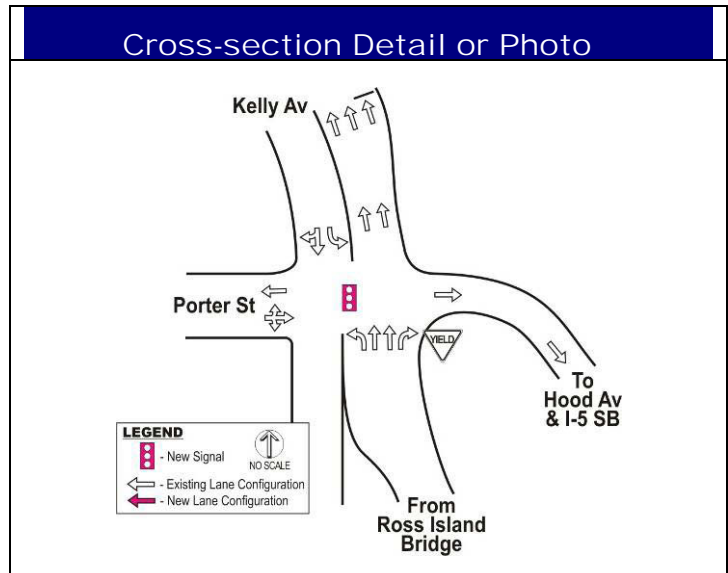 Cross-section Detail or Photo
Kelly Av
Porter St
YIELD
To
Hood Av
& I-5 SB
LEGEND
- New Signal
NO SCALE
- Existing Lane Configuration
- New Lane Configuration
From
Ross Island
Bridge